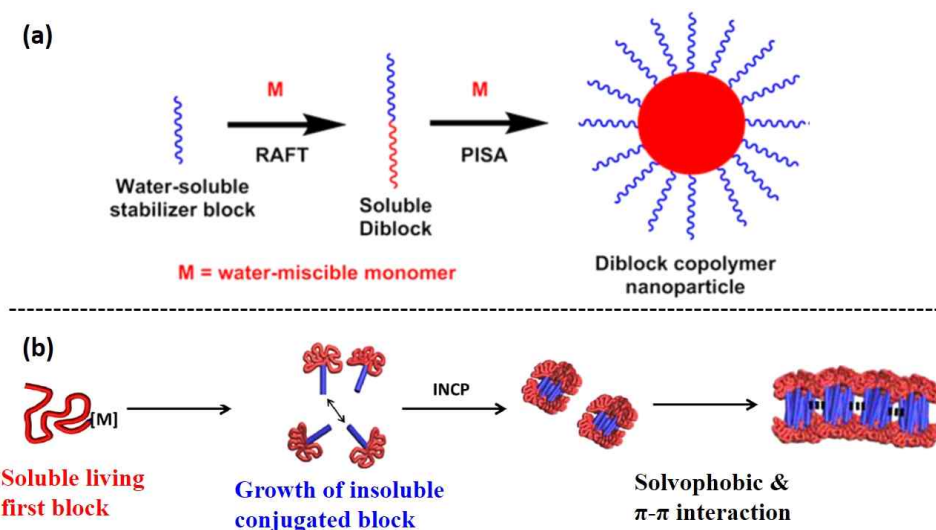 (a)
M
M
RAFT
PISA
Water-soluble
stabilizer block
Soluble
Diblock
M = water-miscible monomer
Diblock copolymer
nanoparticle
(b)
[M]
INCP
Soluble living
first block
Growth of insoluble
conjugated block
Solvophobic &
π-π interaction